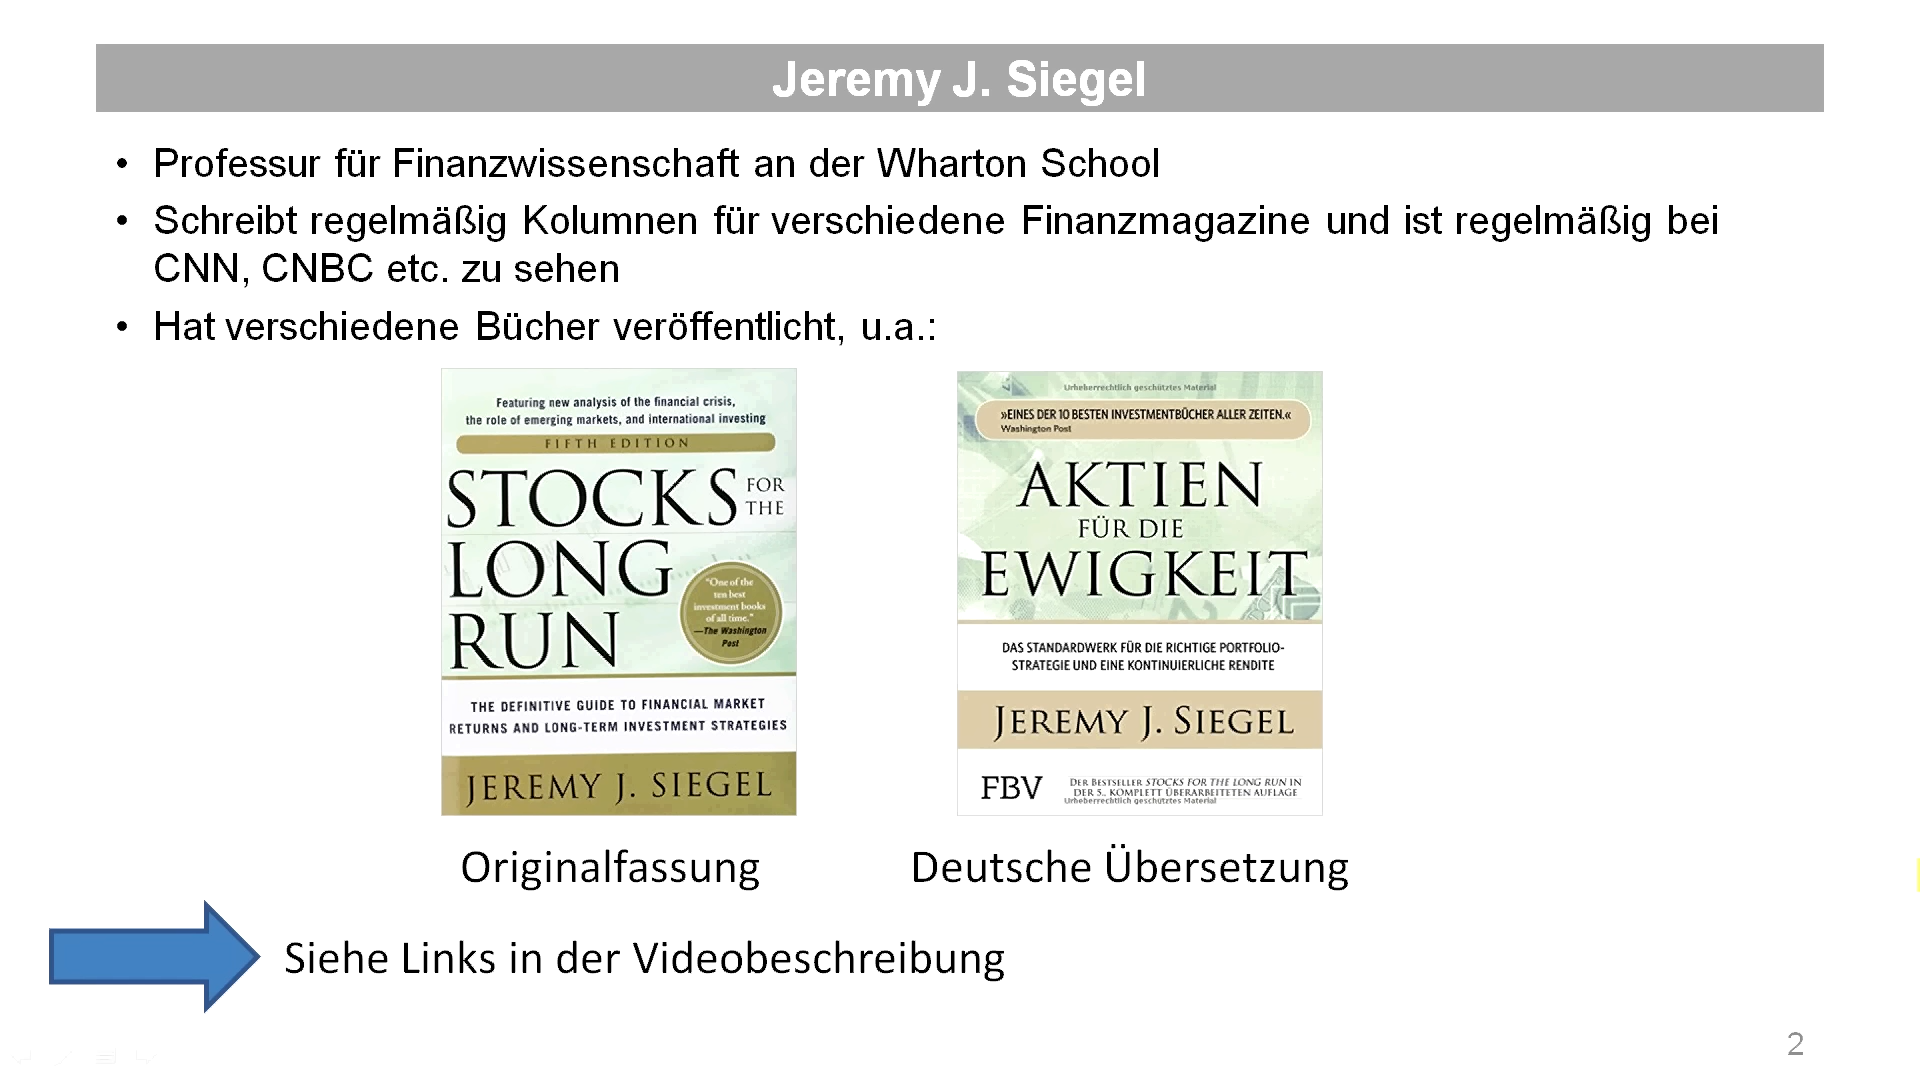 Jeremy J. Siegel
• Professur für Finanzwissenschaft an der Wharton School
• Schreibt regelmäßig Kolumnen für verschiedene Finanzmagazine und ist regelmäßig bei
CNN, CNBC etc. zu sehen
• Hat verschiedene Bücher veröffentlicht, u.a.:
Featuring new analysis of the financial crisis,
the role of emerging markets, and international investing
FIFTH EDITION
STOCKS FOR THE
LONG
RUN
"One of the
ten best
investment books
of all time."
—The Washington
Post
THE DEFINITIVE GUIDE TO FINANCIAL MARKET
RETURNS AND LONG-TERM INVESTMENT STRATEGIES
JEREMY J. SIEGEL
Urheberrechtlich geschütztes Material
»EINES DER 10 BESTEN INVESTMENTBÜCHER ALLER ZEITEN.«
Washington Post
AKTIEN
FÜR DIE
EWIGKEIT
DAS STANDARDWERK FÜR DIE RICHTIGE PORTFOLIO-
STRATEGIE UND EINE KONTINUIERLICHE RENDITE
JEREMY J. SIEGEL
FBV
DER BESTSELLER STOCKS FOR THE LONG RUN IN
DER 5., KOMPLETT ÜBERARBEITETEN AUFLAGE
Urheberrechtlich geschütztes Material
Originalfassung
Deutsche Übersetzung
Siehe Links in der Videobeschreibung
2